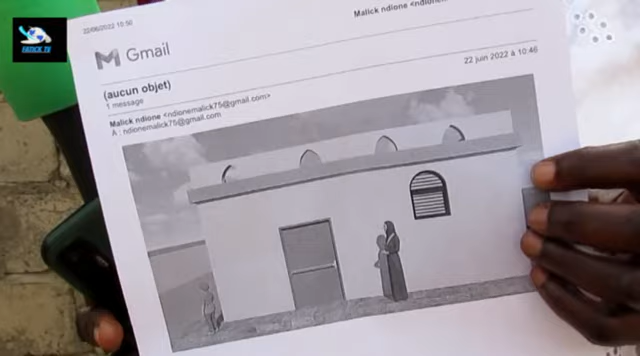 22/06/2022 10:50
Malick ndione
Gmail
(aucun objet)
1 message
Malick ndione <ndionemalick75@gmail.com>
A : ndionemalick75@gmail.com
22 juin 2022 à 10:46